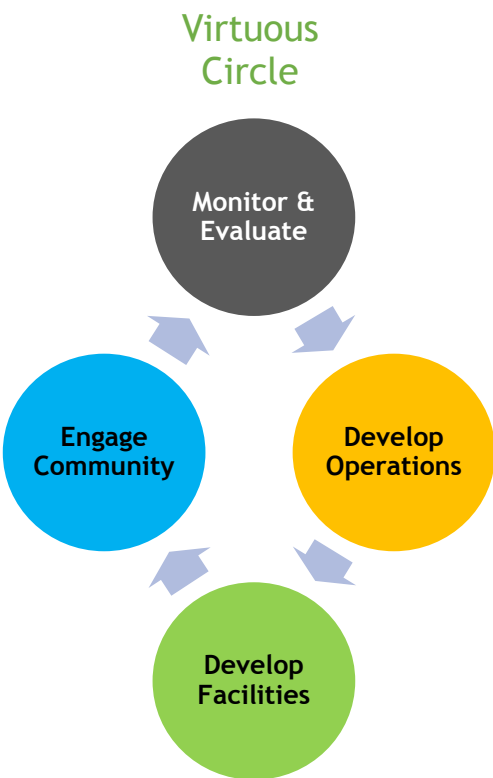 Virtuous
Circle
Monitor &
Evaluate
Engage
Community
Develop
Operations
Develop
Facilities